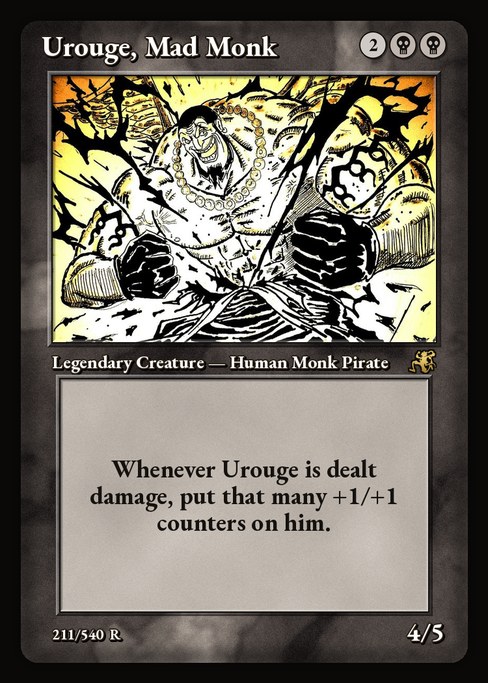 Urouge, Mad Monk 2
Legendary Creature — Human Monk Pirate
Whenever Urouge is dealt
damage, put that many +1/+1
counters on him.
211/540 R
4/5